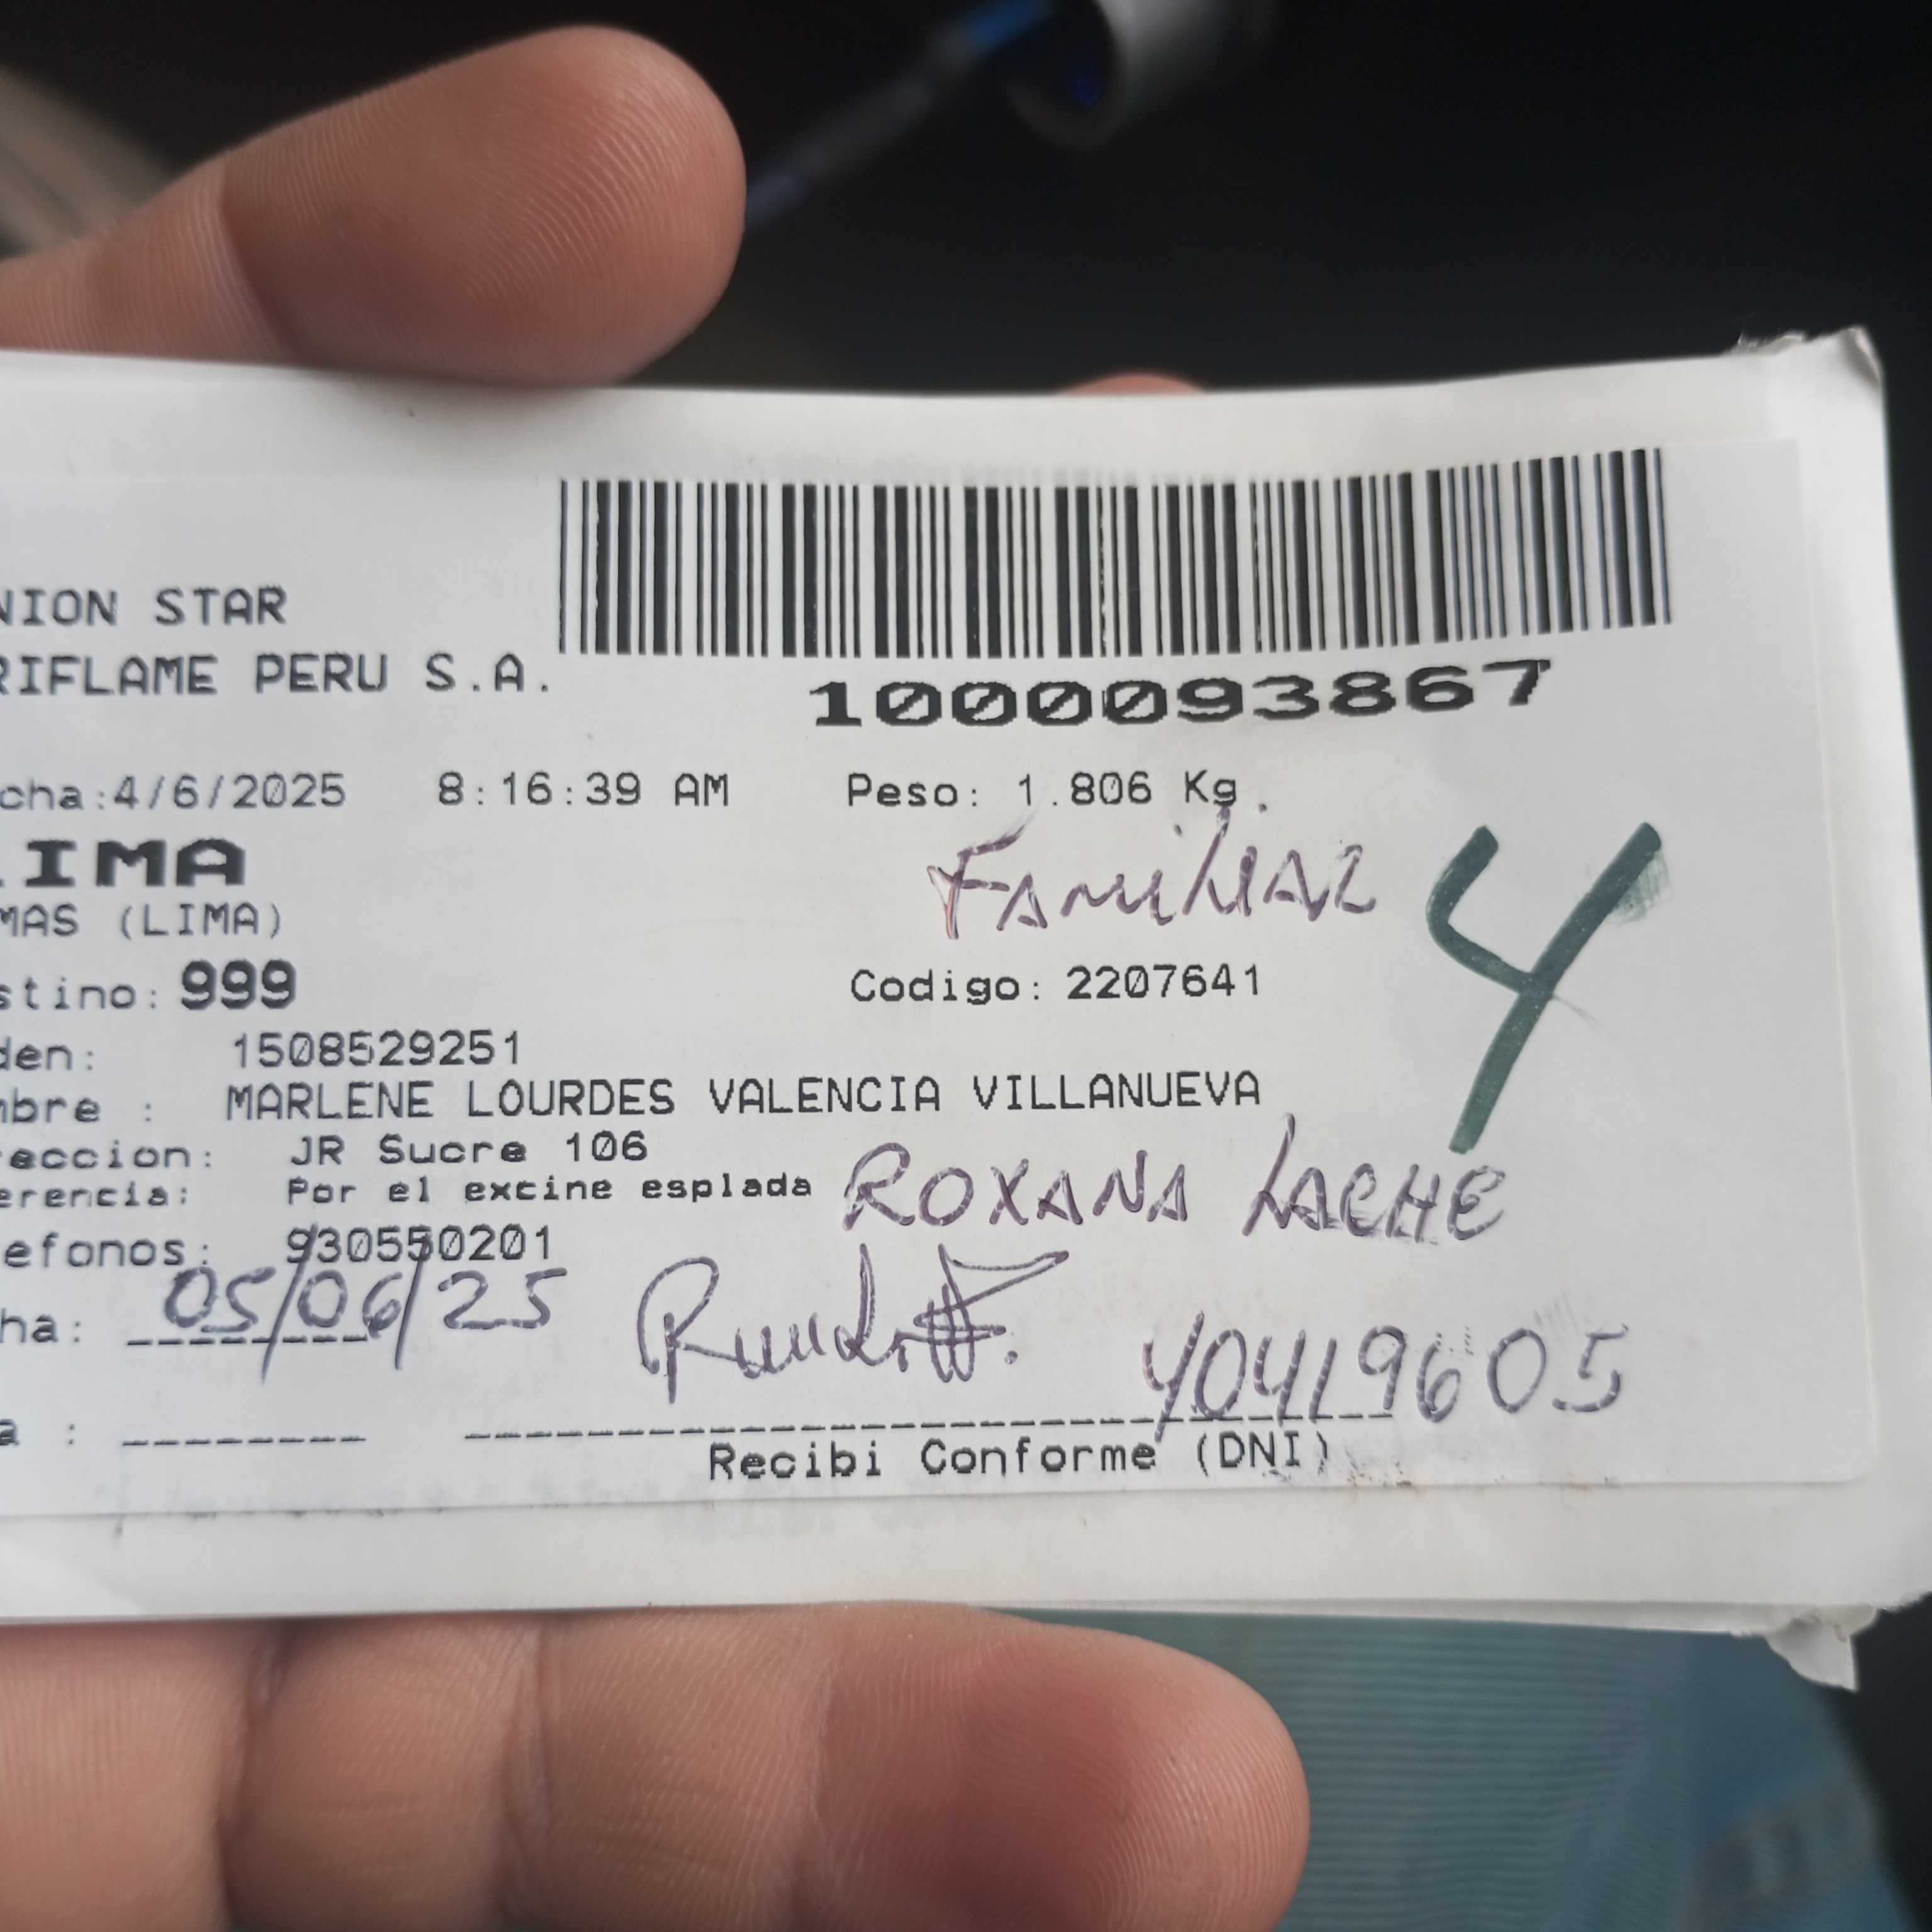 NION STAR
RIFLAME PERU S.A.
1000093867
cha:4/6/2025 8:16:39 AM Peso: 1.806 Kg.
IMA
Familiar 4
MAS (LIMA)
stino: 999 Codigo: 2207641
den: 1508529251
mbre : MARLENE LOURDES VALENCIA VILLANUEVA
eccion: JR Sucre 106
erencia: Por el excine esplada ROXANA LACHE
efonos: 930550201
ha: 05/06/25 40419605
a :
Recibi Conforme (DNI)